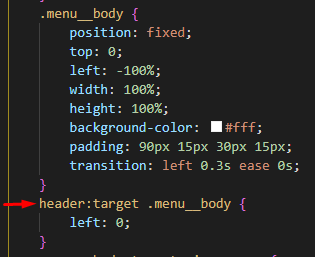 }
.menu__body {
position: fixed;
top: 0;
left: -100%;
width: 100%;
height: 100%;
background-color: #fff;
padding: 90px 15px 30px 15px;
transition: left 0.3s ease 0s;
}
header:target .menu__body {
left: 0;
}